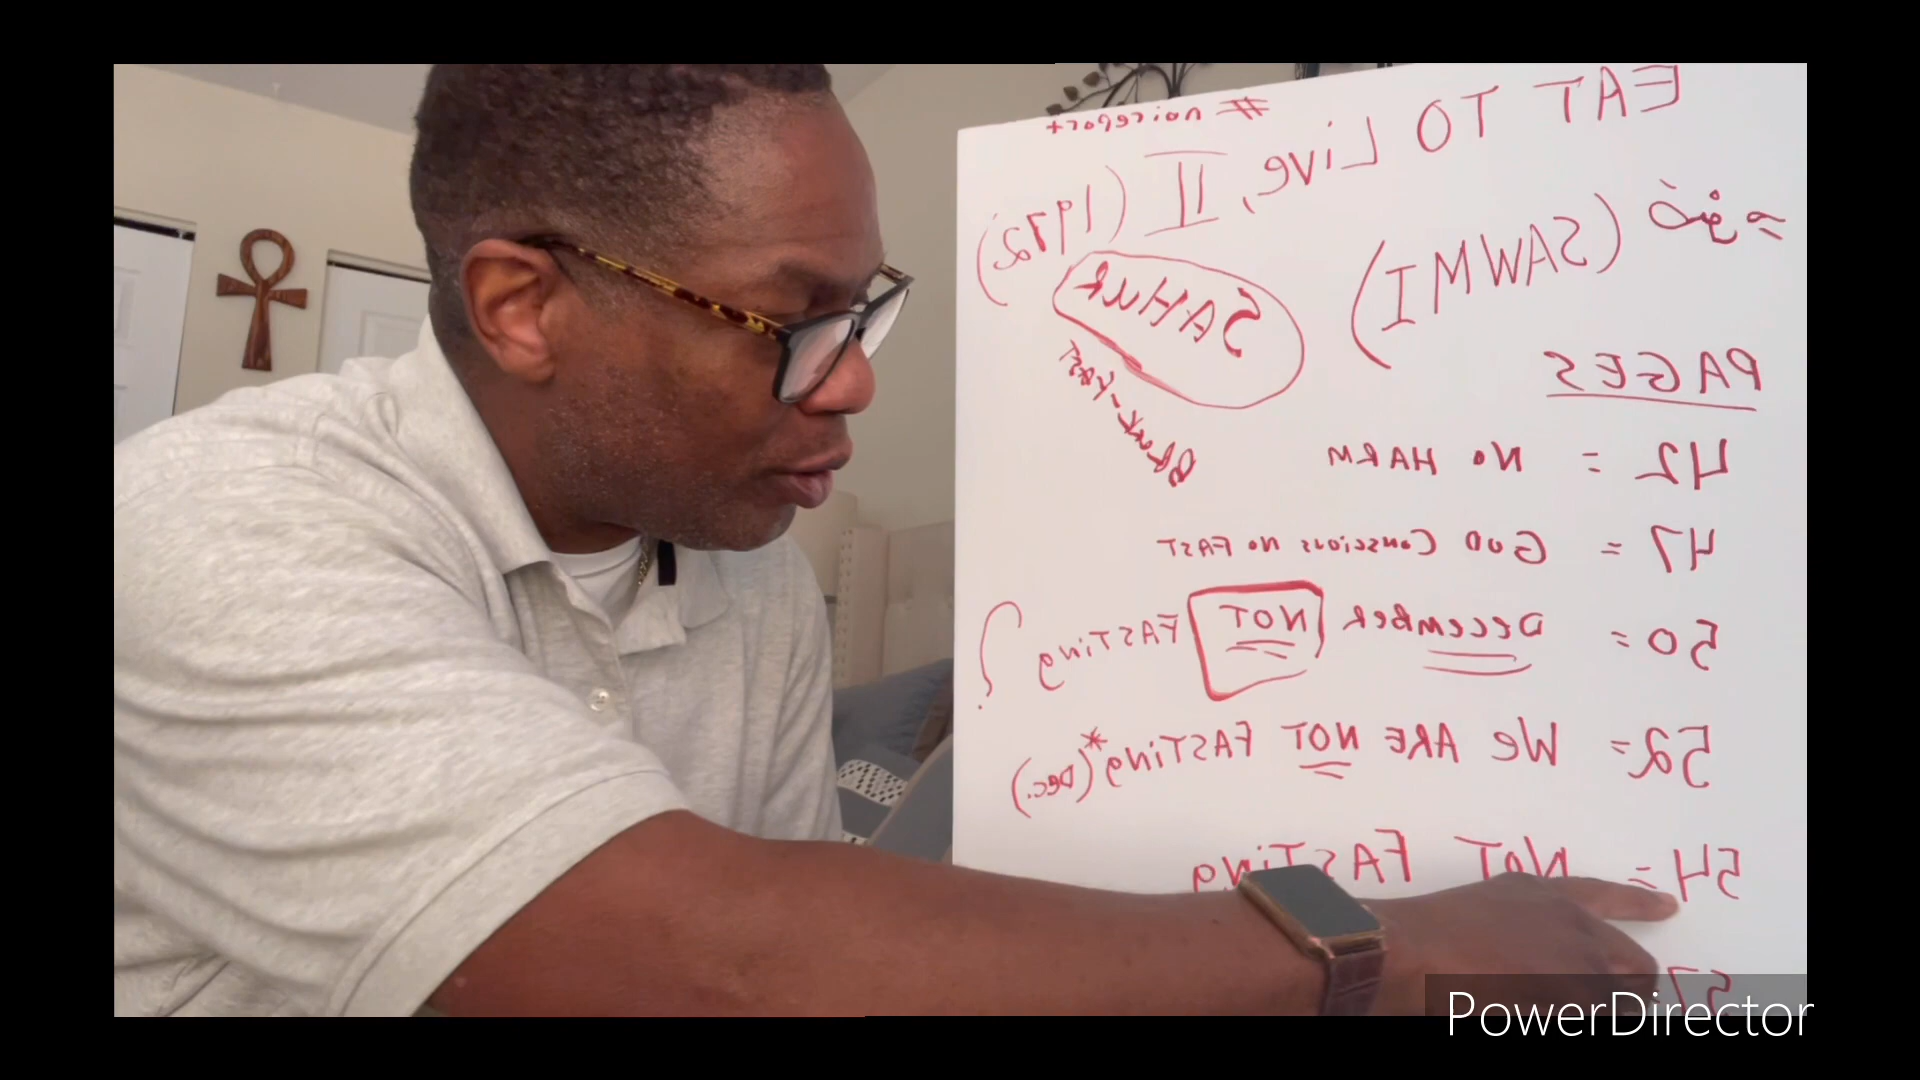 #noireport
EAT TO Live, II (1972)
= صوم (SAWMI)
SAHUR
Break-fast
PAGES
42 = No HARM
47 = GOD Conscious No FAST
50 = DECEMBER NOT FASTING ?
52 = We ARE NOT FASTING* (DEC.)
54 = NOT FASTING
57
PowerDirector